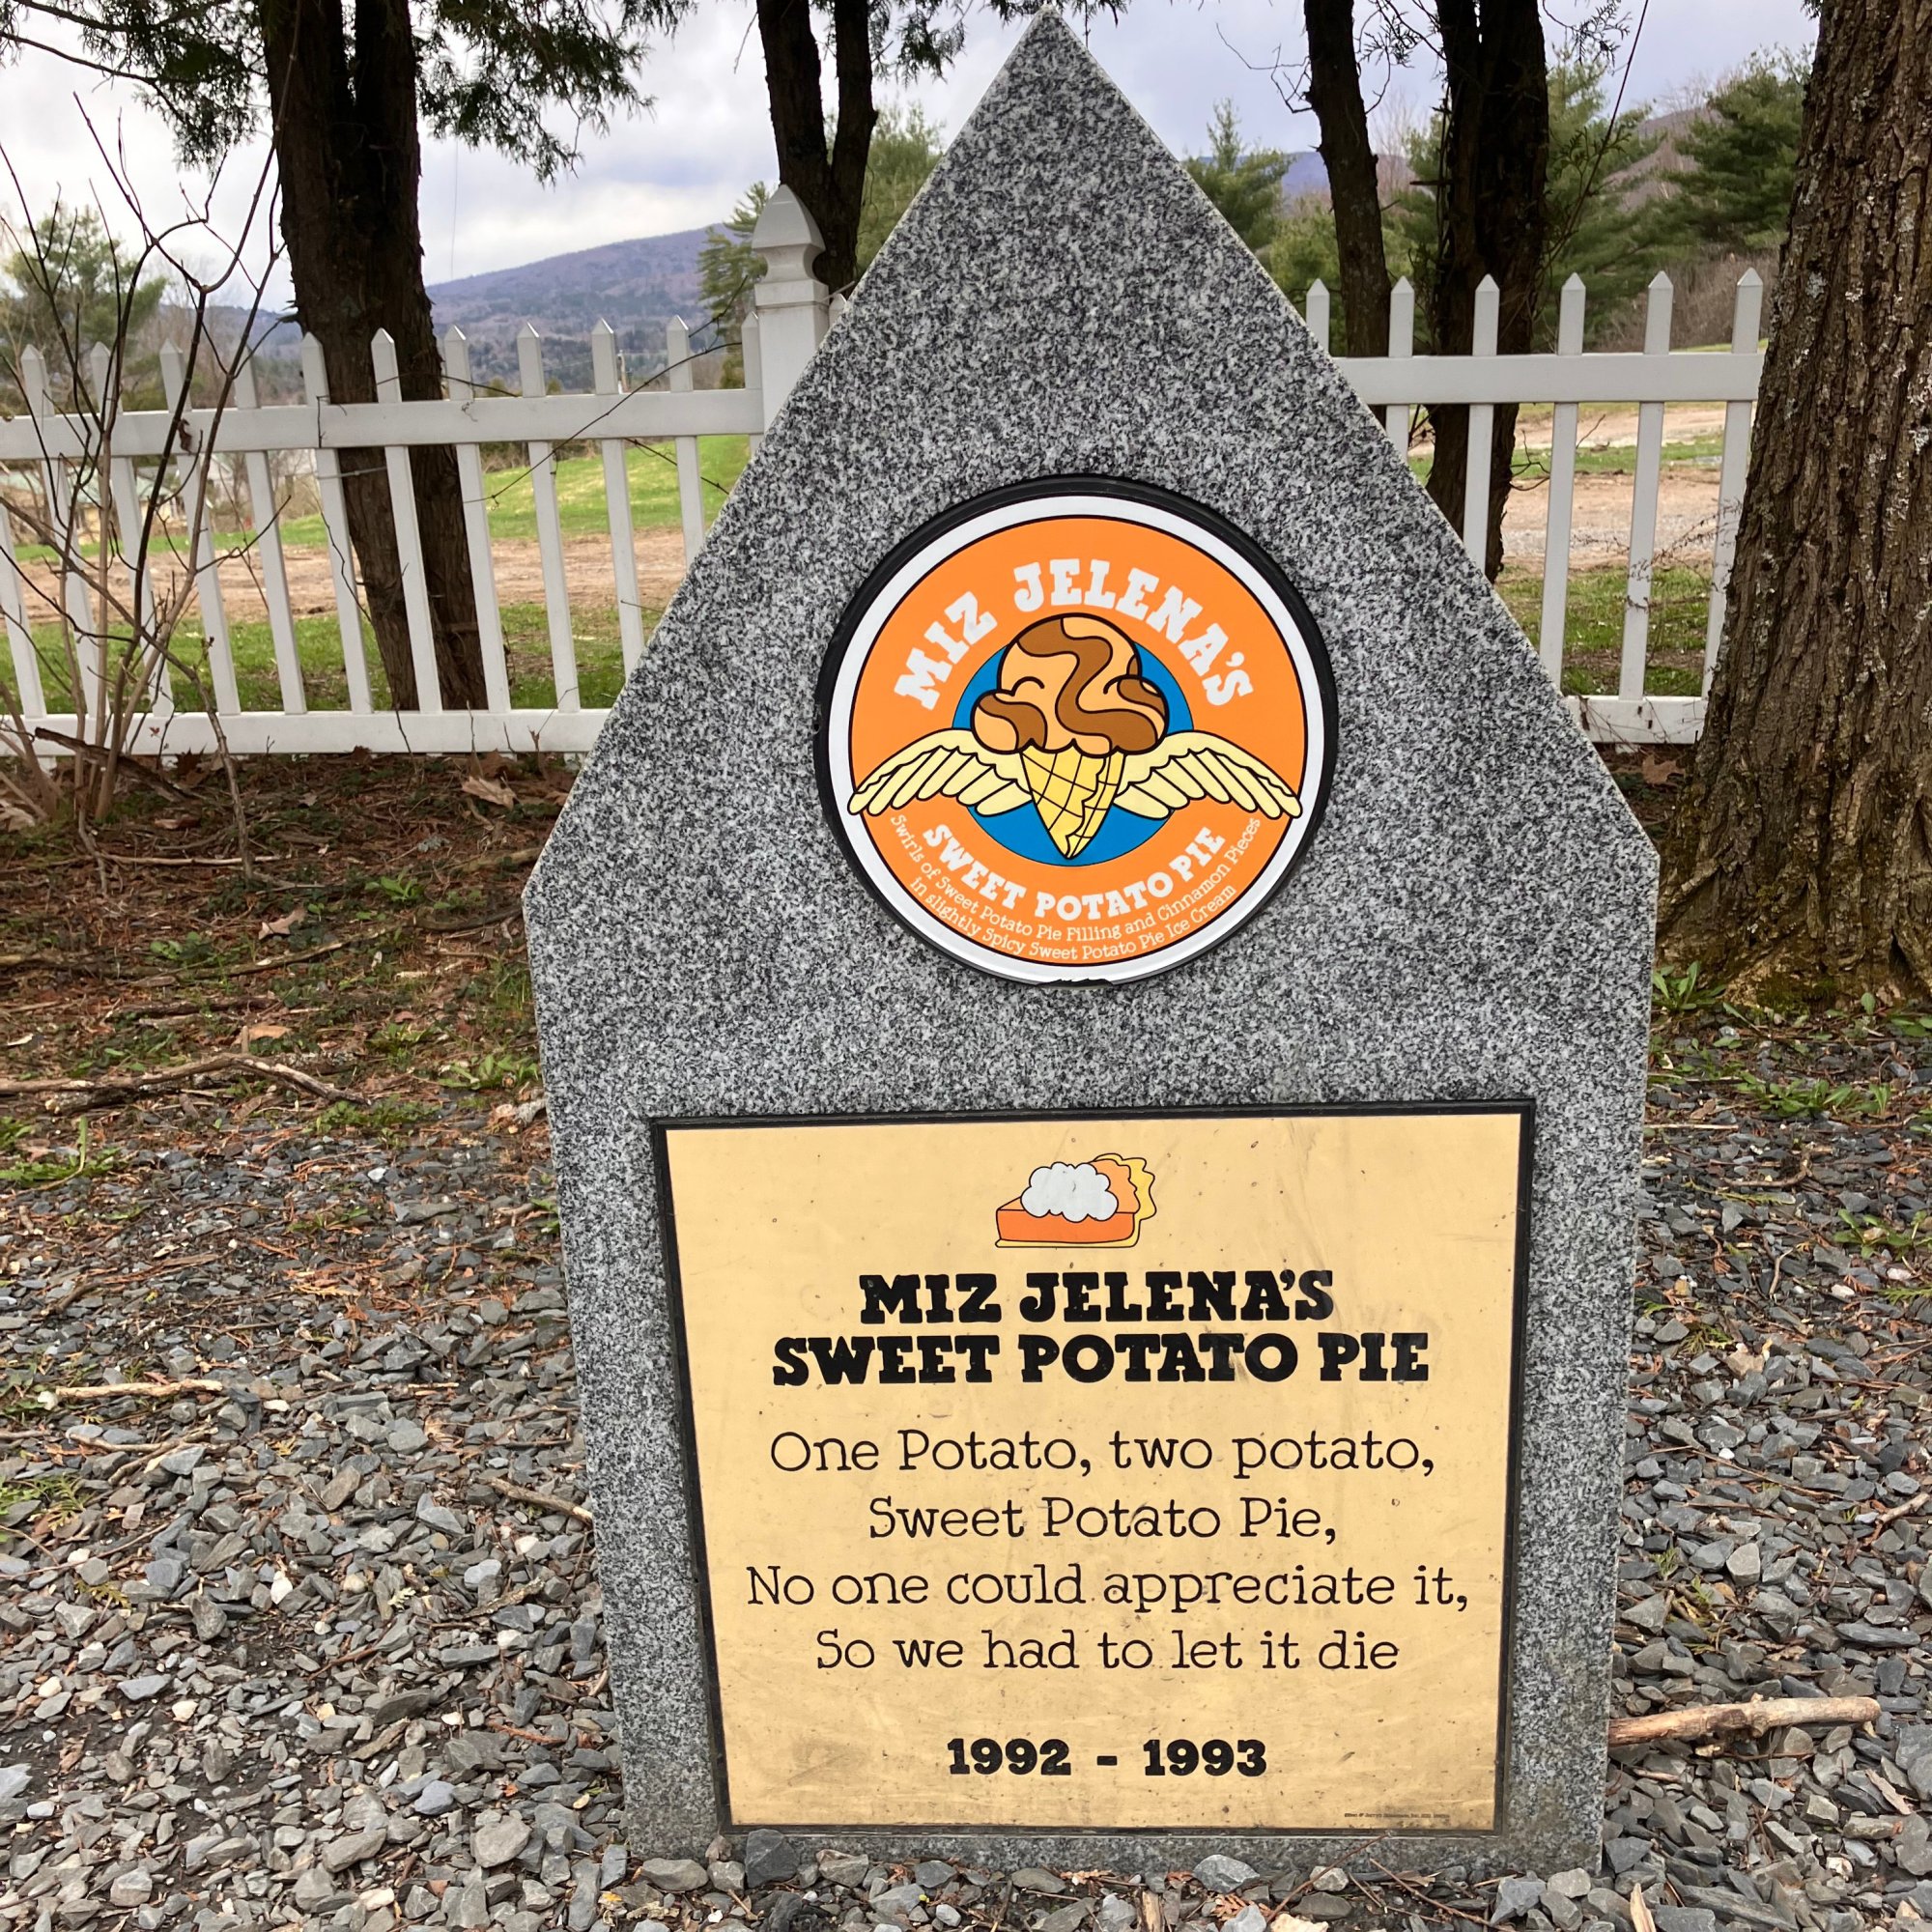 MIZ JELENA'S
SWEET POTATO PIE
Swirls of Sweet Potato Pie Filling and Cinnamon Pieces
in slightly Spicy Sweet Potato Pie Ice Cream
MIZ JELENA'S
SWEET POTATO PIE
One Potato, two potato,
Sweet Potato Pie,
No one could appreciate it,
So we had to let it die
1992 - 1993